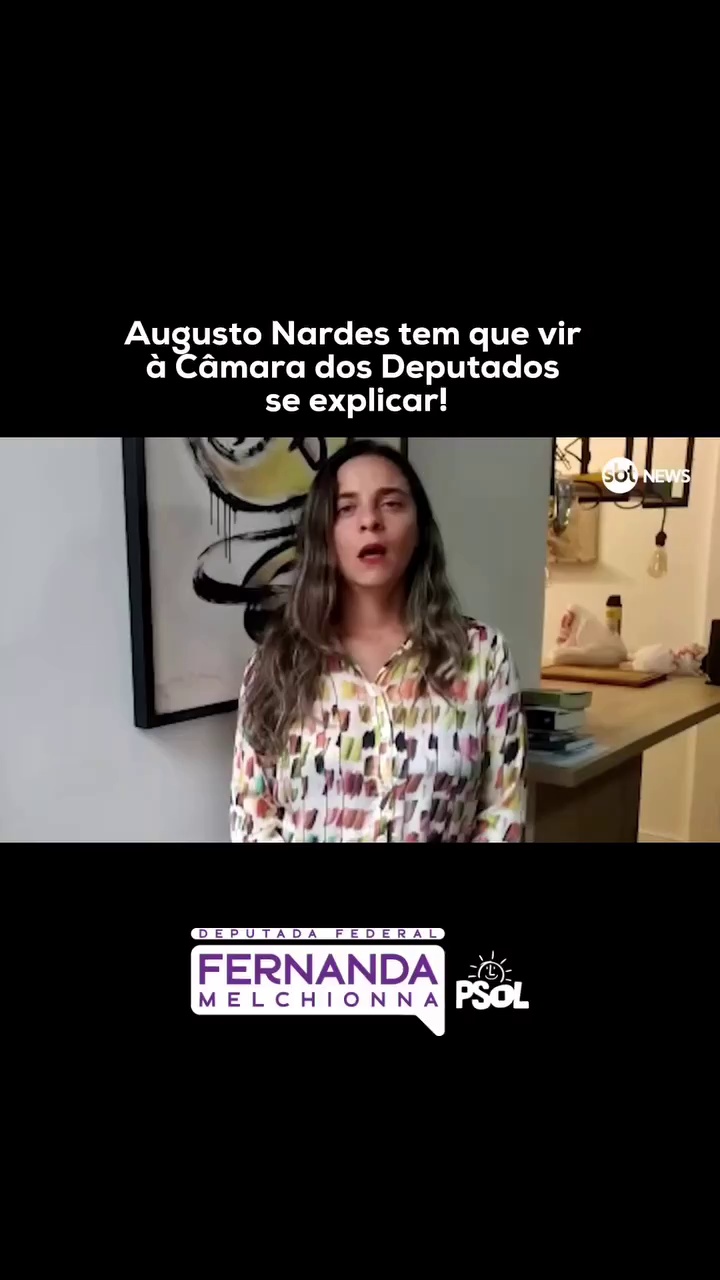 Augusto Nardes tem que vir
à Câmara dos Deputados
se explicar!
sbt NEWS
DEPUTADA FEDERAL
FERNANDA
MELCHIONNA
PSOL